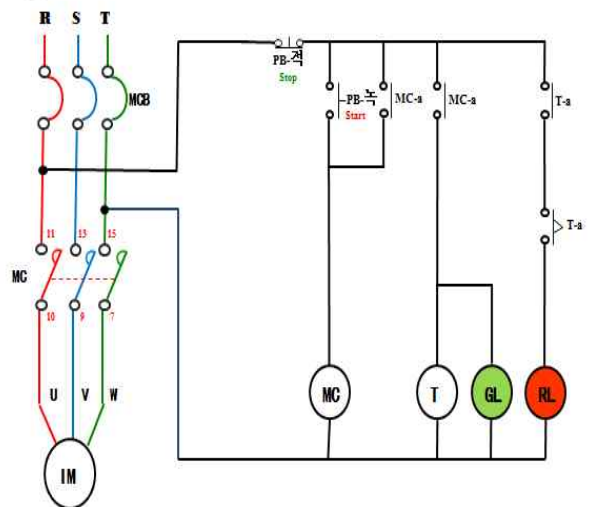 R S T
PB-적
Stop
MCB
PB-녹
Start
MC-a
MC-a
T-a
T-a
11 13 15
MC
10 9 7
U V W
MC
T
GL
RL
IM